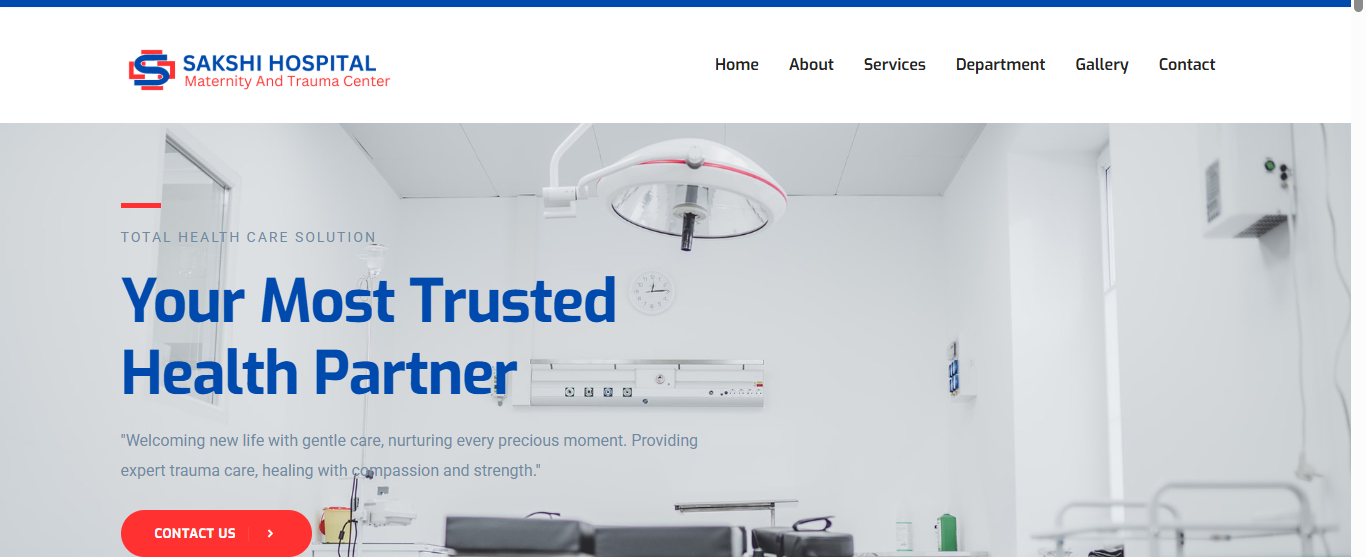 SAKSHI HOSPITAL
Maternity And Trauma Center
Home About Services Department Gallery Contact
TOTAL HEALTH CARE SOLUTION
Your Most Trusted
Health Partner
"Welcoming new life with gentle care, nurturing every precious moment. Providing
expert trauma care, healing with compassion and strength."
CONTACT US